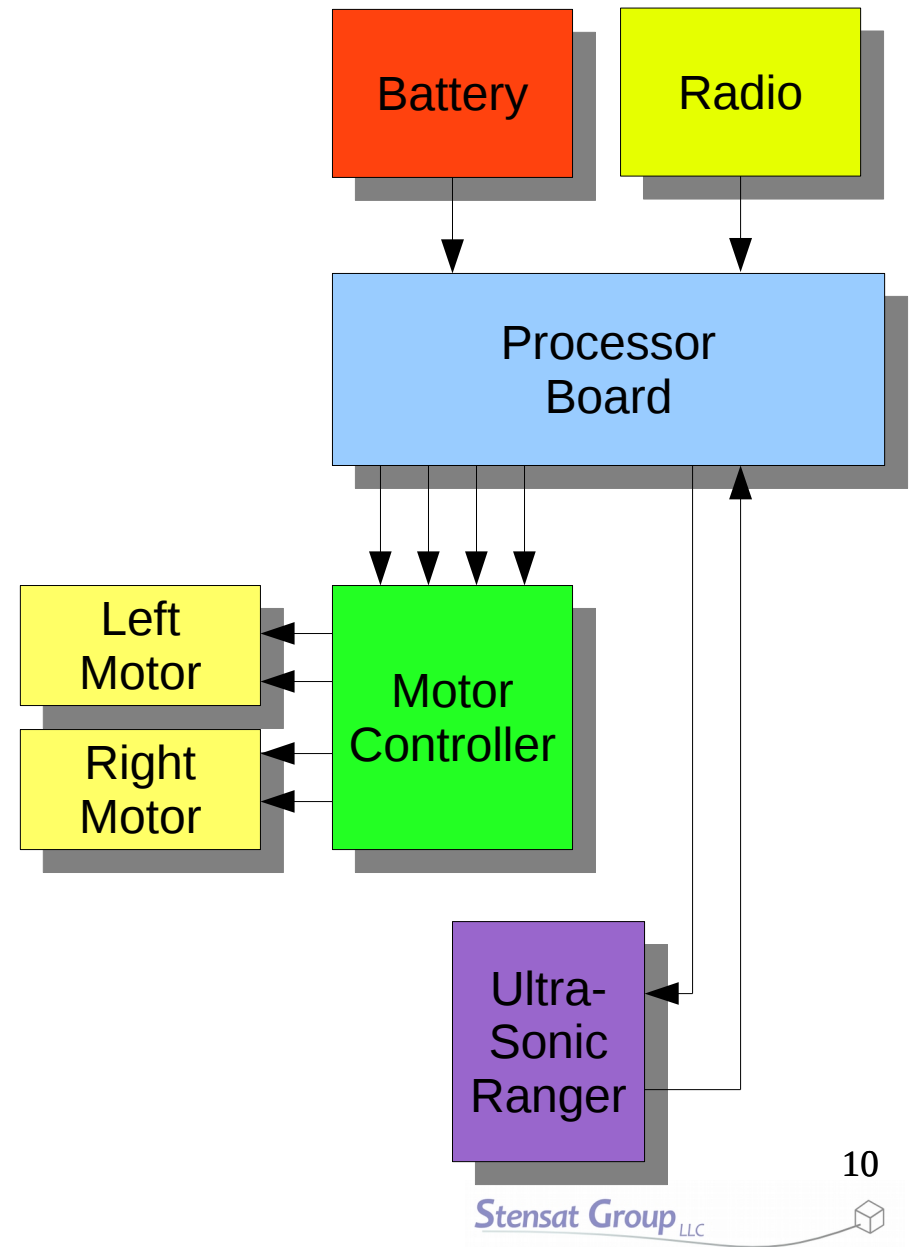 Battery
Radio
Processor
Board
Left
Motor
Right
Motor
Motor
Controller
Ultra-
Sonic
Ranger
10
Stensat Group LLC